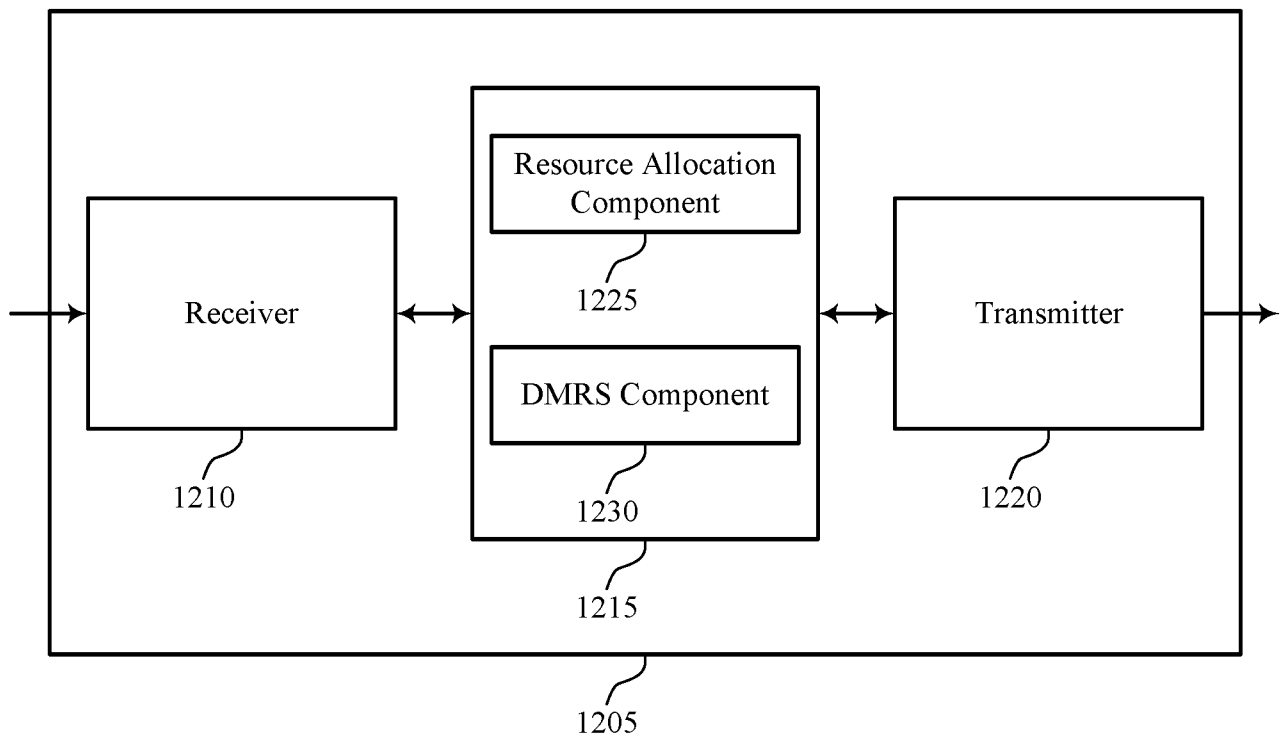 Resource Allocation
Component
1225
Receiver
1210
DMRS Component
1230
Transmitter
1220
1215
1205